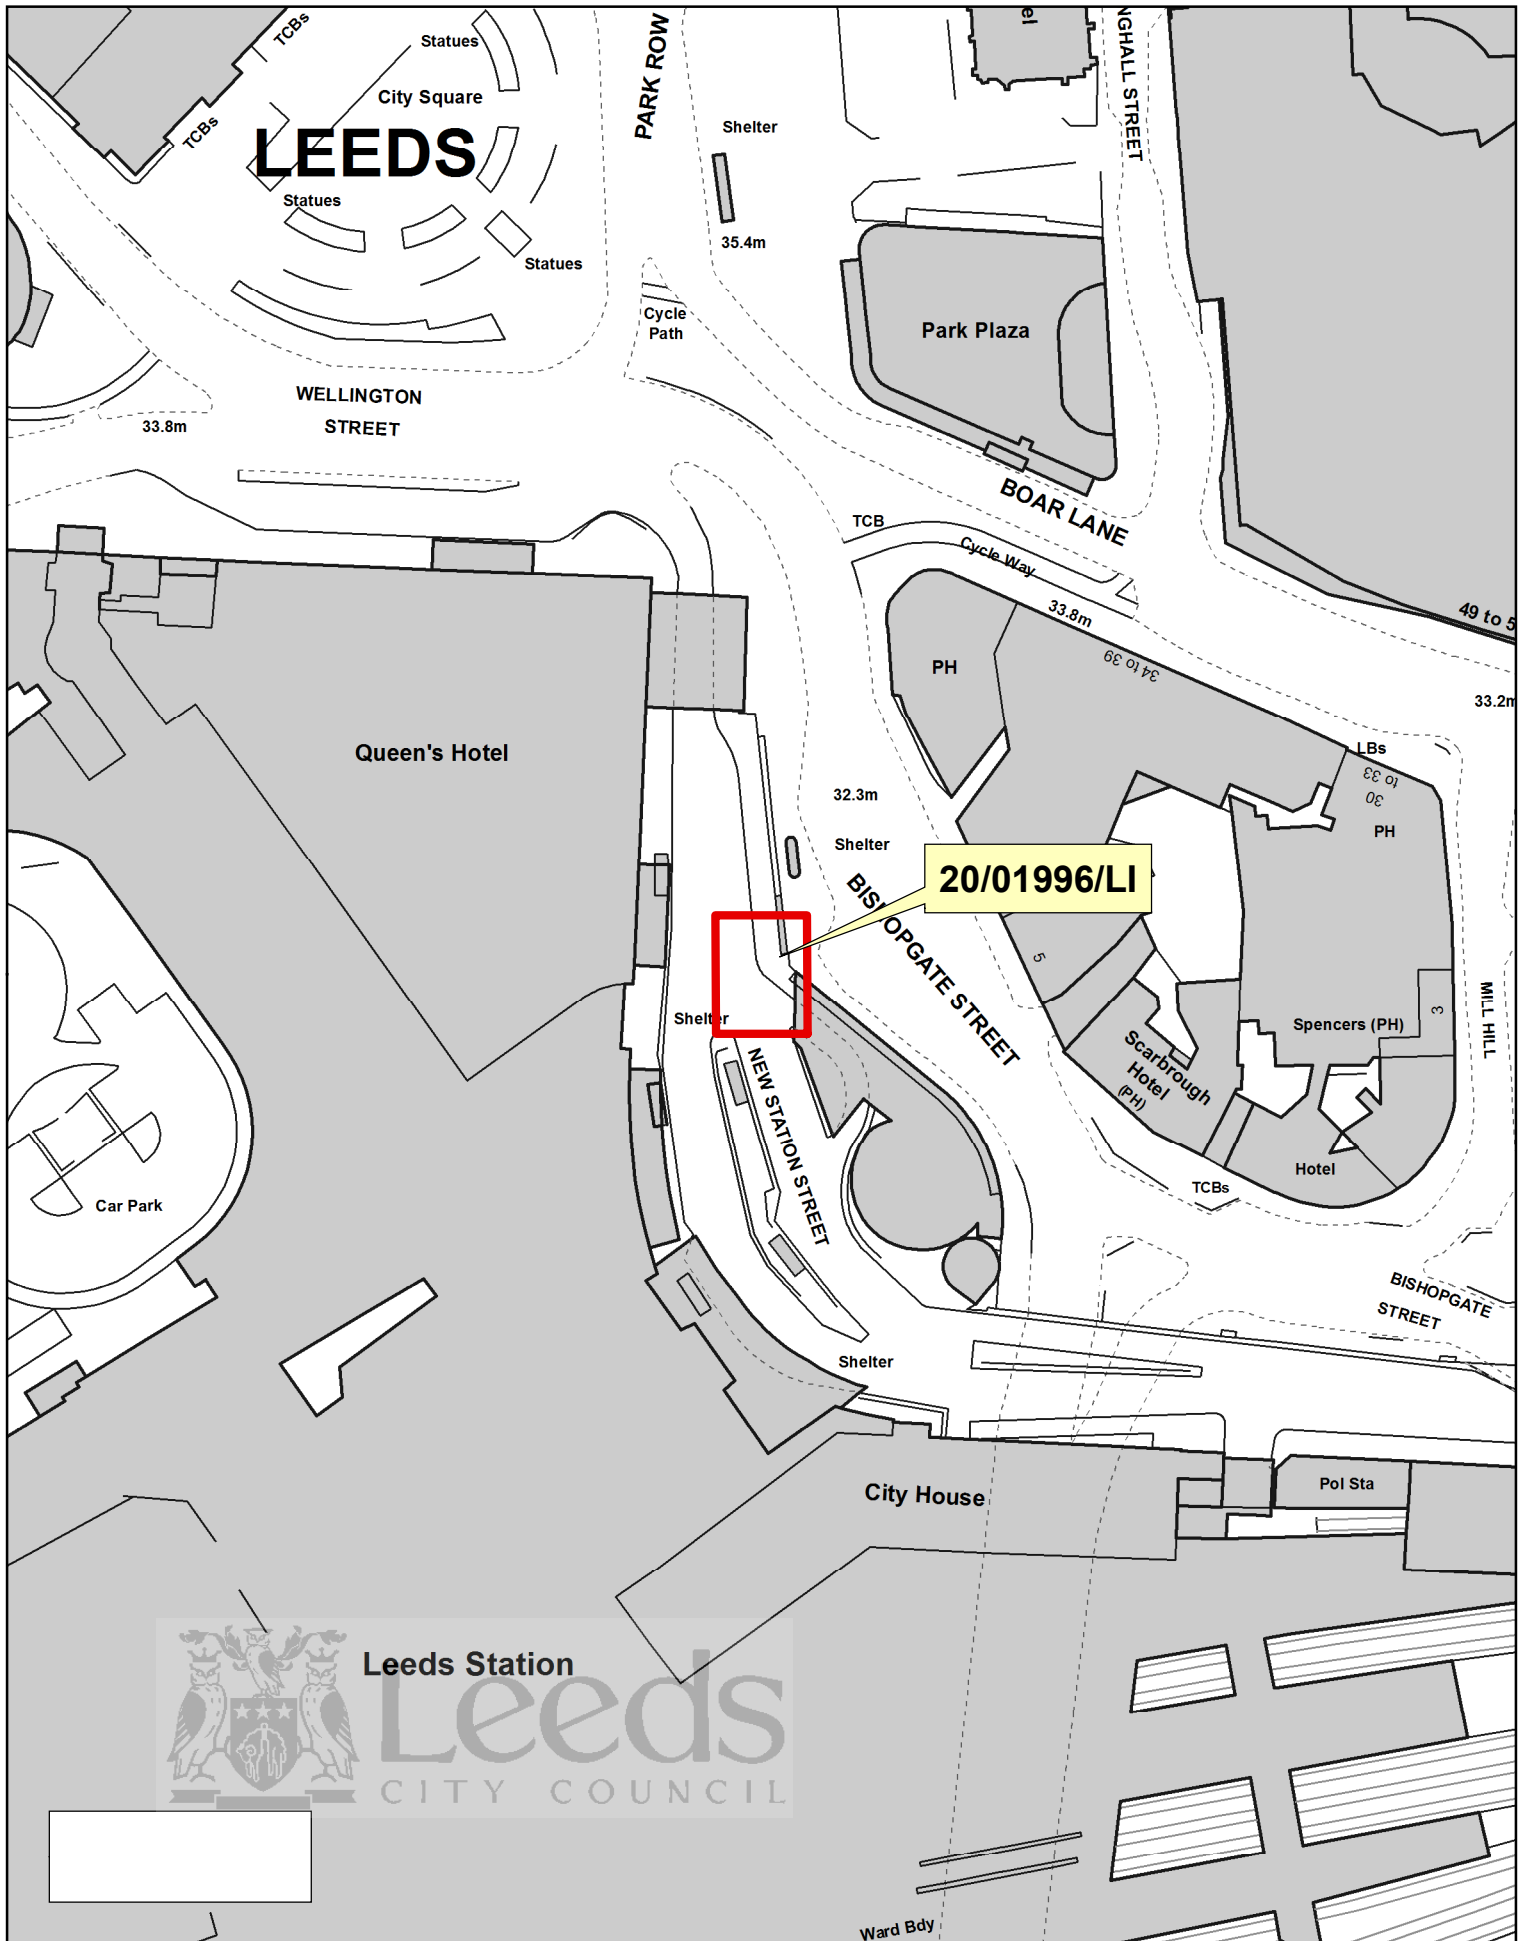 TCBs
Statues
PARK ROW
City Square
TCBs
LEEDS
Shelter
Statues
35.4m
Statues
Cycle
Path
Park Plaza
WELLINGTON
STREET
33.8m
BOAR LANE
TCB
Cycle Way
33.8m
49 to 5
PH
34 to 39
33.2m
Queen's Hotel
LBs
30 to 33
PH
32.3m
Shelter
20/01996/LI
BISHOPGATE STREET
5
3
MILL HILL
Shelter
Spencers (PH)
NEW STATION STREET
Scarbrough
Hotel
(PH)
Hotel
TCBs
Car Park
BISHOPGATE
STREET
Shelter
City House
Pol Sta
Leeds Station
Leeds
CITY COUNCIL
Ward Bdy